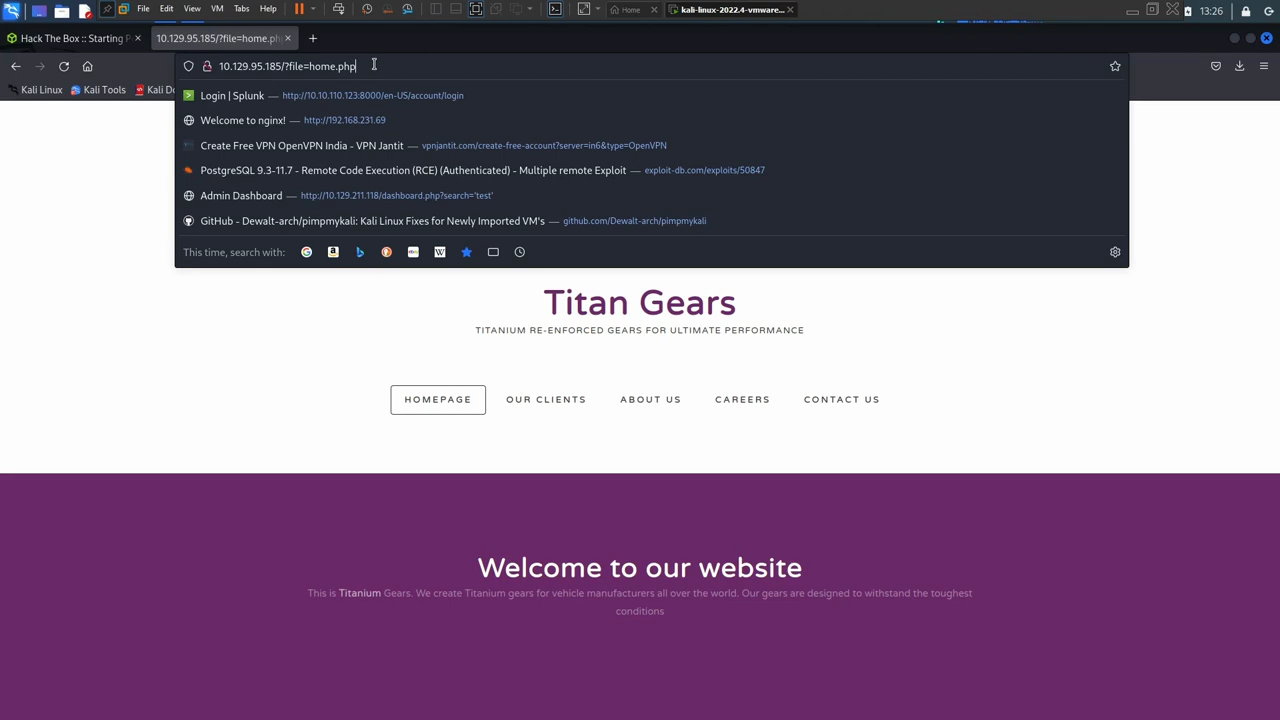 File Edit View VM Tabs Help
Home
kali-linux-2022.4-vmware...
13:26
Hack The Box :: Starting P
10.129.95.185/?file=home.ph
10.129.95.185/?file=home.php
Kali Linux
Kali Tools
Kali Do
Login | Splunk — http://10.10.110.123:8000/en-US/account/login
Welcome to nginx! — http://192.168.231.69
Create Free VPN OpenVPN India - VPN Jantit — vpnjantit.com/create-free-account?server=in6&type=OpenVPN
PostgreSQL 9.3-11.7 - Remote Code Execution (RCE) (Authenticated) - Multiple remote Exploit — exploit-db.com/exploits/50847
Admin Dashboard — http://10.129.211.118/dashboard.php?search='test'
GitHub - Dewalt-arch/pimpmykali: Kali Linux Fixes for Newly Imported VM's — github.com/Dewalt-arch/pimpmykali
This time, search with:
Titan Gears
TITANIUM RE-ENFORCED GEARS FOR ULTIMATE PERFORMANCE
HOMEPAGE
OUR CLIENTS
ABOUT US
CAREERS
CONTACT US
Welcome to our website
This is Titanium Gears. We create Titanium gears for vehicle manufacturers all over the world. Our gears are designed to withstand the toughest
conditions